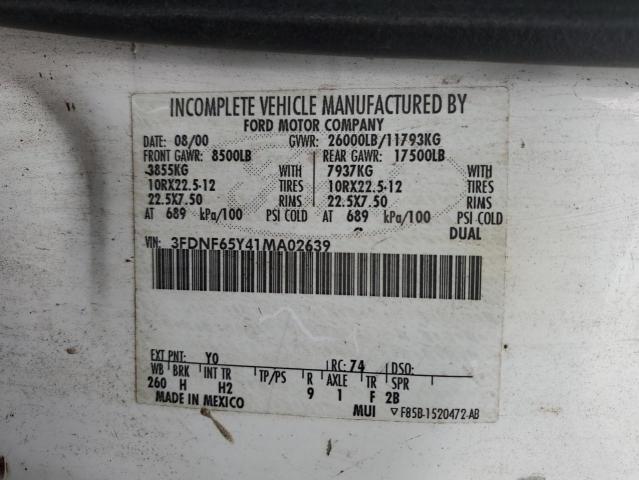 INCOMPLETE VEHICLE MANUFACTURED BY
FORD MOTOR COMPANY
DATE: 08/00 GVWR: 26000LB/11793KG
FRONT GAWR: 8500LB REAR GAWR: 17500LB
3855KG WITH 7937KG WITH
10RX22.5-12 TIRES 10RX22.5-12 TIRES
22.5X7.50 RIMS 22.5X7.50 RIMS
AT 689 kPa/100 PSI COLD AT 689 kPa/100 PSI COLD
DUAL
VIN: 3FDNF65Y41MA02639
EXT PNT: YO RC: 74 DSO:
WB BRK INT TR TP/PS R AXLE TR SPR
260 H H2 9 1 F 2B
MADE IN MEXICO MUI ▽ F85B-1520472-AB